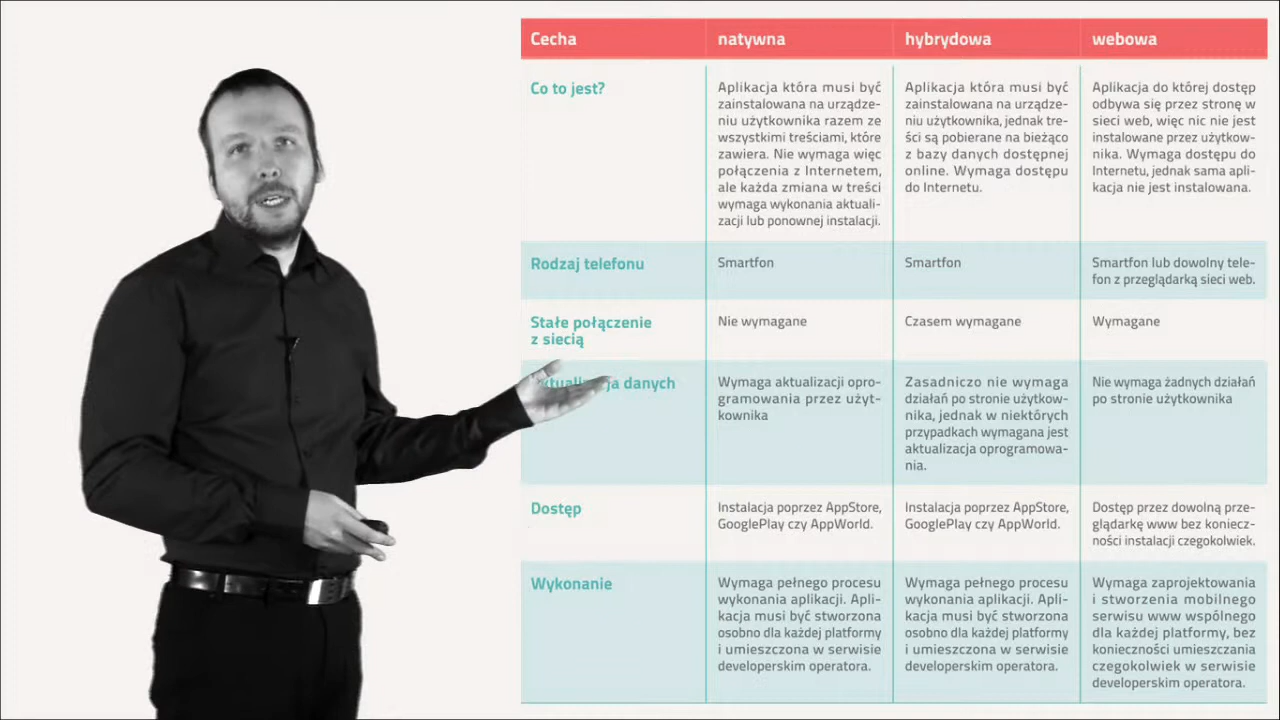 Cecha natywna hybrydowa webowa
Co to jest?
Aplikacja która musi być
zainstalowana na urządze-
niu użytkownika razem ze
wszystkimi treściami, które
zawiera. Nie wymaga więc
połączenia z Internetem,
ale każda zmiana w treści
wymaga wykonania aktuali-
zacji lub ponownej instalacji.
Aplikacja która musi być
zainstalowana na urządze-
niu użytkownika, jednak tre-
ści są pobierane na bieżąco
z bazy danych dostępnej
online. Wymaga dostępu
do Internetu.
Aplikacja do której dostęp
odbywa się przez stronę w
sieci web, więc nic nie jest
instalowane przez użytkow-
nika. Wymaga dostępu do
Internetu, jednak sama apli-
kacja nie jest instalowana.
Rodzaj telefonu
Smartfon
Smartfon
Smartfon lub dowolny tele-
fon z przeglądarką sieci web.
Stałe połączenie
z siecią
Nie wymagane
Czasem wymagane
Wymagane
danych
Wymaga aktualizacji opro-
gramowania przez użyt-
kownika
Zasadniczo nie wymaga
działań po stronie użytkow-
nika, jednak w niektórych
przypadkach wymagana jest
aktualizacja oprogramowa-
nia.
Nie wymaga żadnych działań
po stronie użytkownika
Dostęp
Instalacja poprzez AppStore,
GooglePlay czy AppWorld.
Instalacja poprzez AppStore,
GooglePlay czy AppWorld.
Dostęp przez dowolną prze-
glądarkę www bez koniecz-
ności instalacji czegokolwiek.
Wykonanie
Wymaga pełnego procesu
wykonania aplikacji. Apli-
kacja musi być stworzona
osobno dla każdej platformy
i umieszczona w serwisie
developerskim operatora.
Wymaga pełnego procesu
wykonania aplikacji. Apli-
kacja musi być stworzona
osobno dla każdej platformy
i umieszczona w serwisie
developerskim operatora.
Wymaga zaprojektowania
i stworzenia mobilnego
serwisu www wspólnego
dla każdej platformy, bez
konieczności umieszczania
czegokolwiek w serwisie
developerskim operatora.